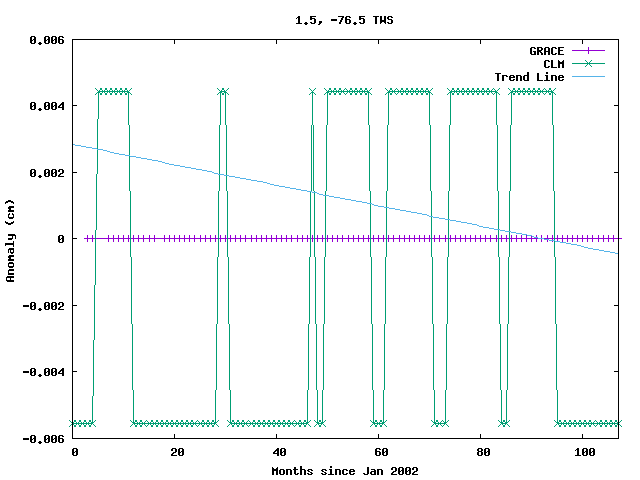 1.5, -76.5 TWS
GRACE
CLM
Trend Line
0.006
0.004
0.002
0
-0.002
-0.004
-0.006
Anomaly (cm)
0 20 40 60 80 100
Months since Jan 2002